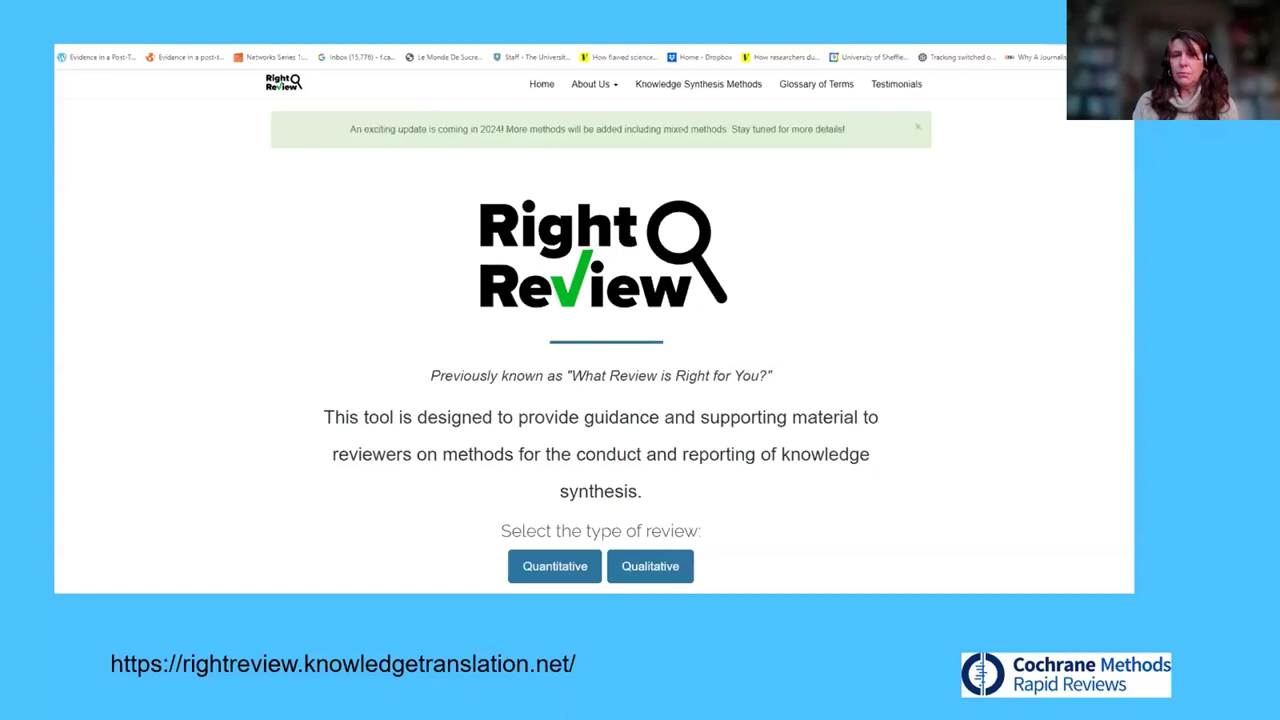 Evidence in a Post-T... Evidence in a post-t... Networks Series 1:... Inbox (15,776) - f.ca... Le Monde De Sucre... Staff - The Universit... How flawed science... Home - Dropbox How researchers du... University of Sheffie... Tracking switched o... Why A Journalis
Right
Review
Home About Us Knowledge Synthesis Methods Glossary of Terms Testimonials
An exciting update is coming in 2024! More methods will be added including mixed methods. Stay tuned for more details! ×
Right
Review
Previously known as "What Review is Right for You?"
This tool is designed to provide guidance and supporting material to
reviewers on methods for the conduct and reporting of knowledge
synthesis.
Select the type of review:
Quantitative Qualitative
https://rightreview.knowledgetranslation.net/
Cochrane Methods
Rapid Reviews